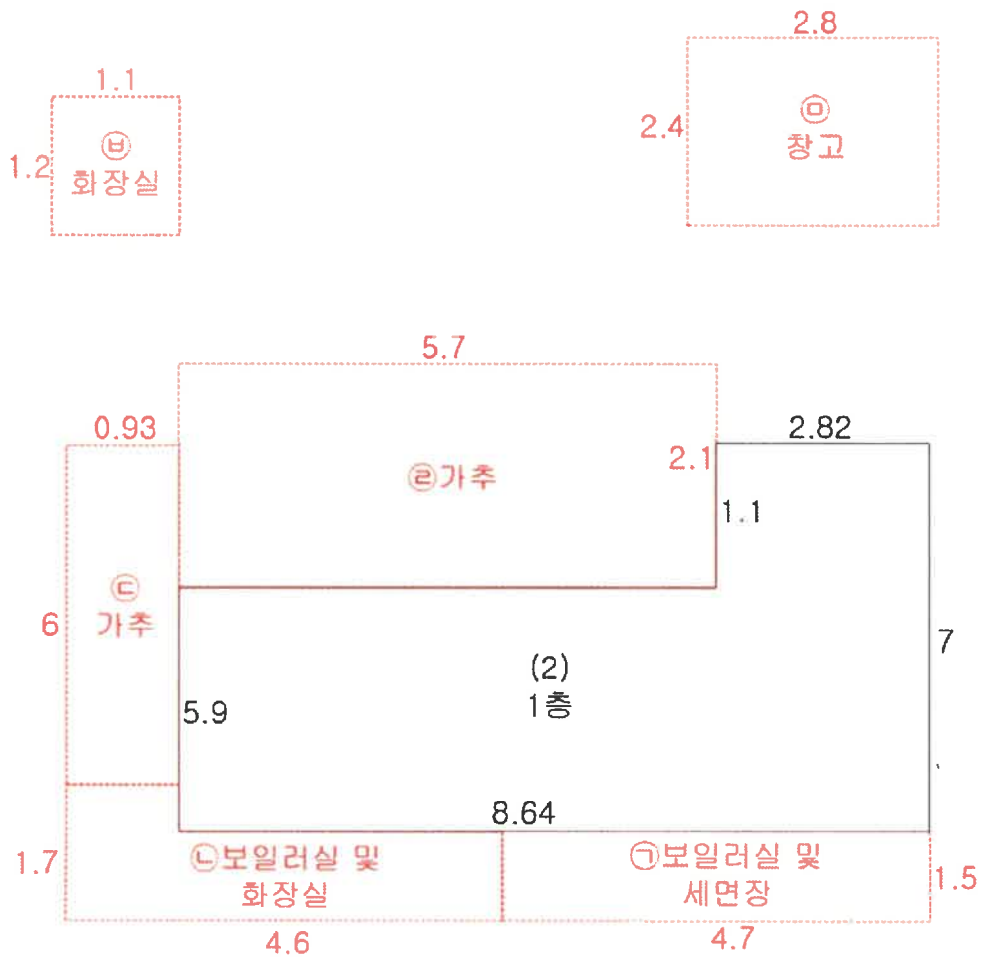 2.8
1.1
㉥
화장실
1.2
㉤
창고
2.4
5.7
0.93
2.82
㉣가추
2.1
1.1
㉢
가추
6
(2)
1층
7
5.9
8.64
㉡보일러실 및
화장실
1.7
㉠보일러실 및
세면장
1.5
4.6
4.7